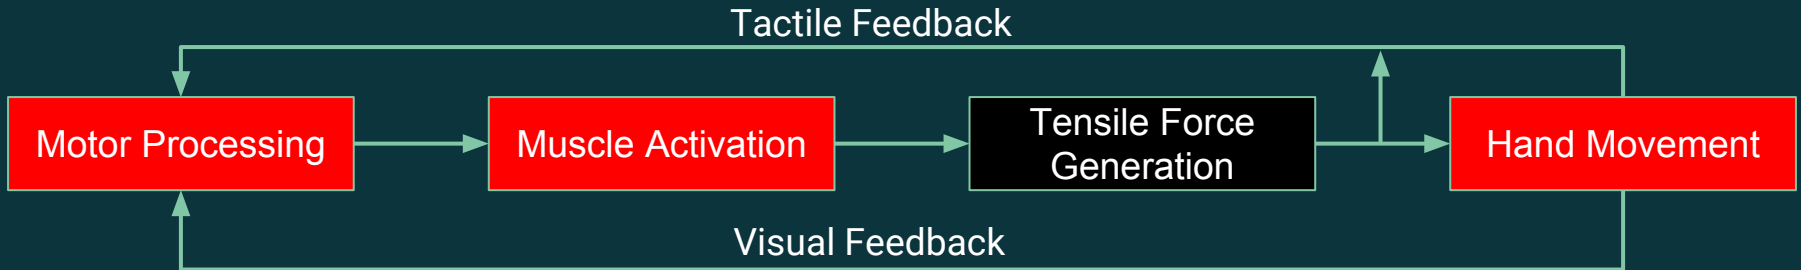 Tactile Feedback
Motor Processing
Muscle Activation
Tensile Force
Generation
Hand Movement
Visual Feedback